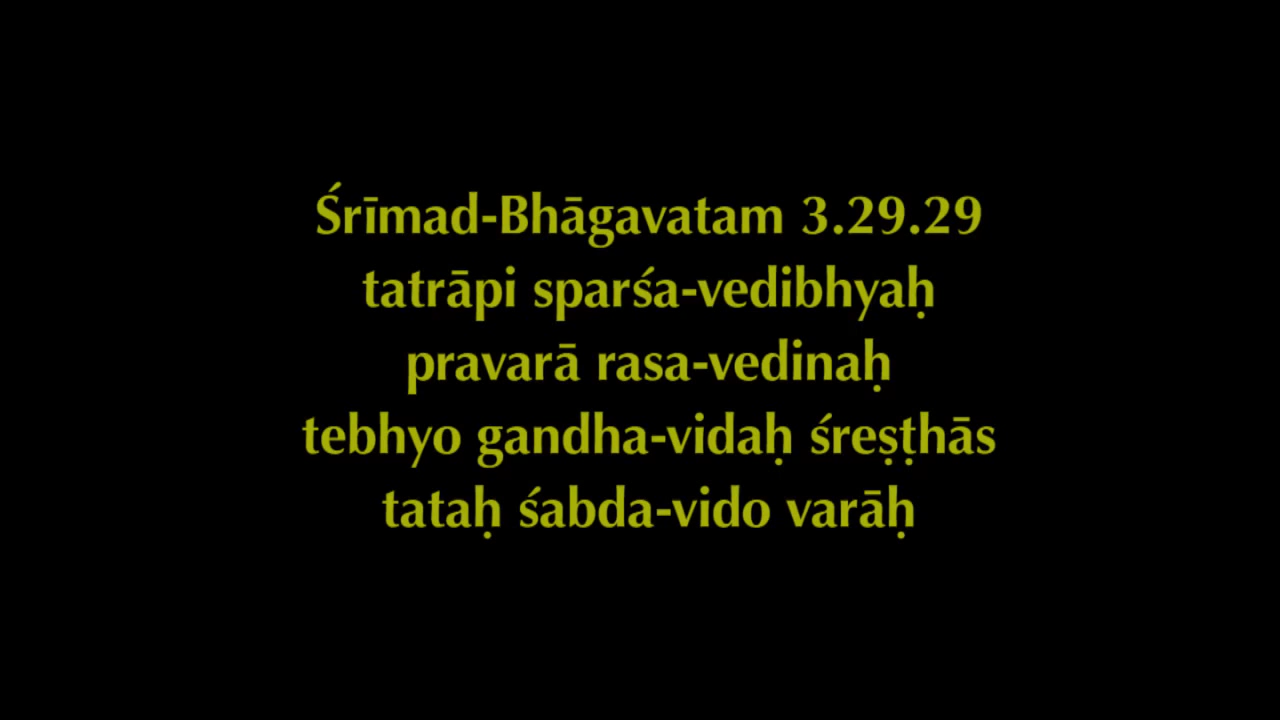 Śrīmad-Bhāgavatam 3.29.29
tatrāpi sparśa-vedibhyaḥ
pravarā rasa-vedinaḥ
tebhyo gandha-vidaḥ śreṣṭhās
tataḥ śabda-vido varāḥ